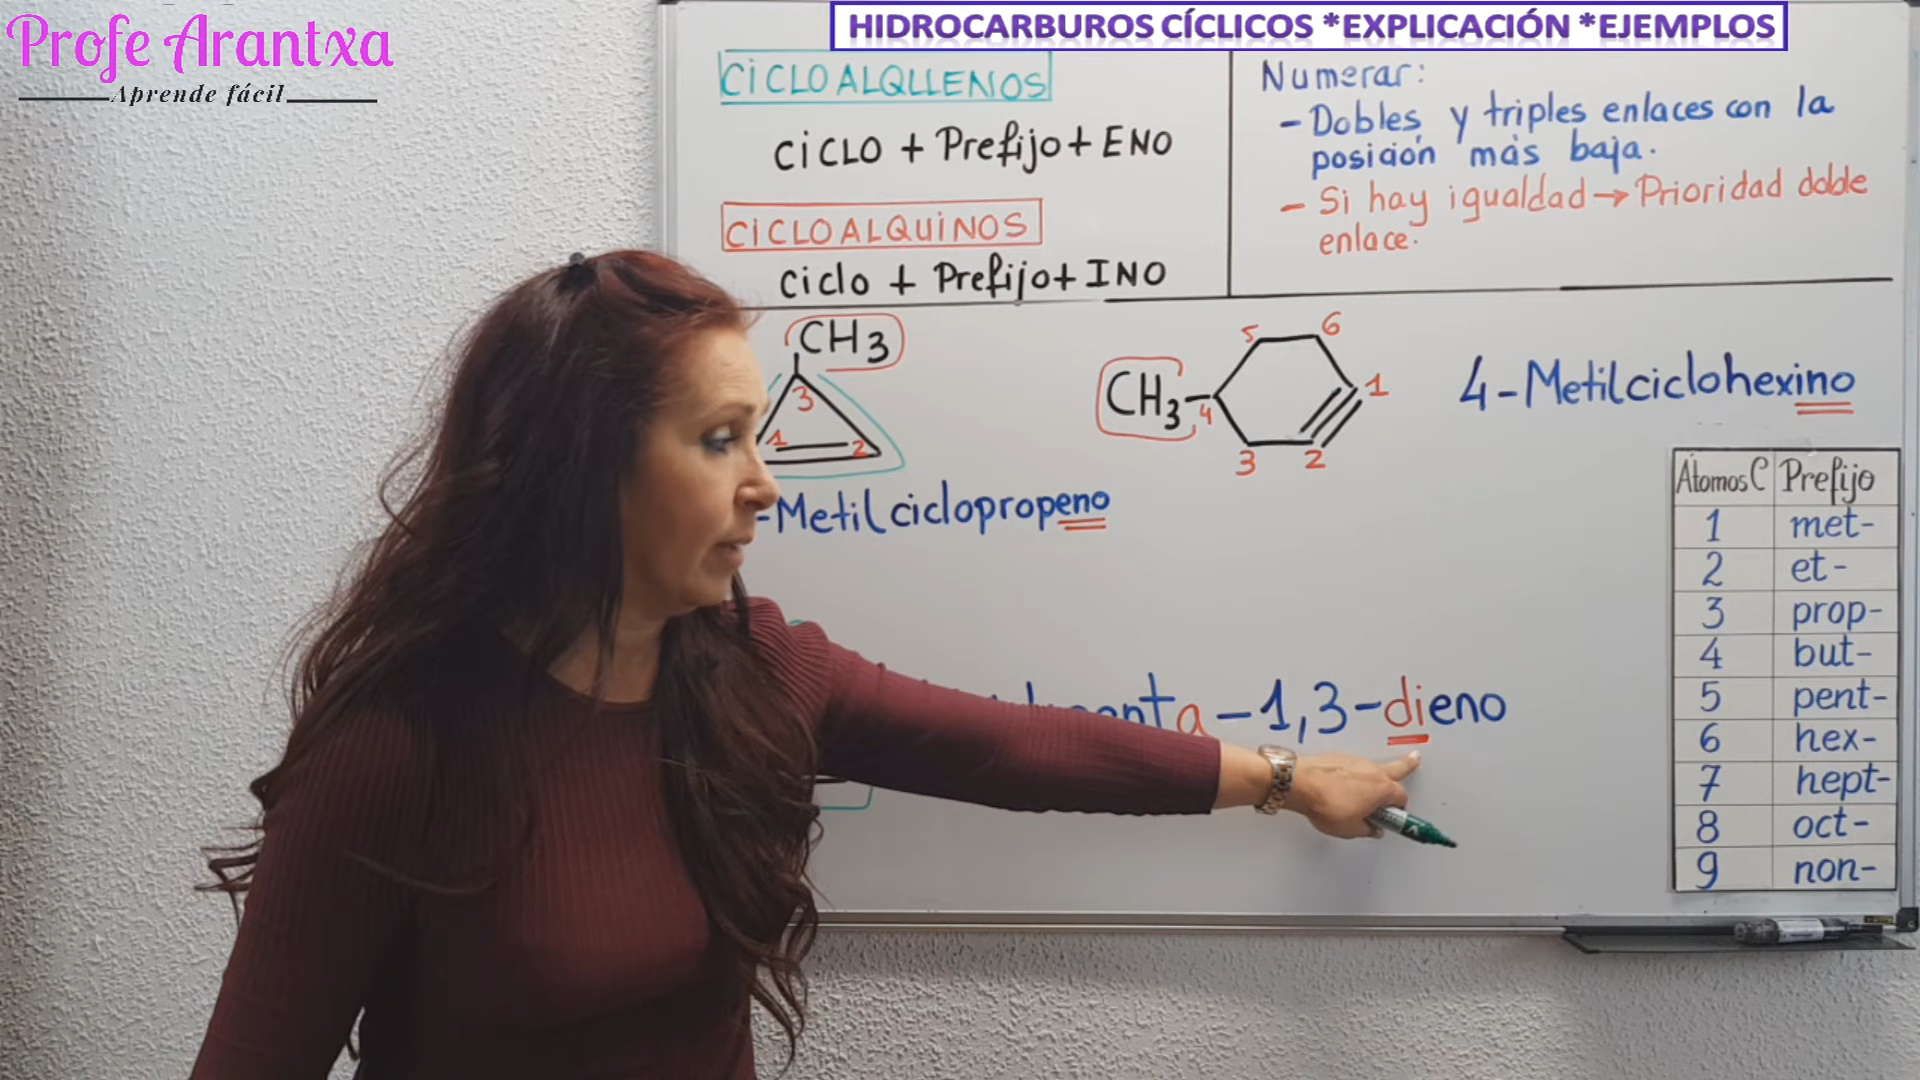 Profe Arantxa
Aprende fácil
HIDROCARBUROS CÍCLICOS *EXPLICACIÓN *EJEMPLOS
CiCLOALQUENOS
CiCLO + Prefijo + ENO
CiCLOALQUiNOS
Ciclo + Prefijo + INO
Numerar:
- Dobles y triples enlaces con la
posición más baja.
- Si hay igualdad → Prioridad doble
enlace.
CH3
3
1
2
-Metilciclopropeno
CH3-
5
6
1
4
3
2
4-Metilciclohexino
-1,3-dieno
Átomos C Prefijo
1 met-
2 et-
3 prop-
4 but-
5 pent-
6 hex-
7 hept-
8 oct-
9 non-